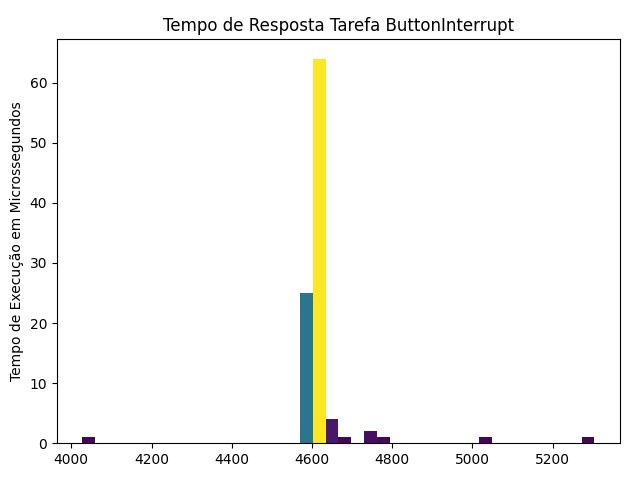 Tempo de Resposta Tarefa ButtonInterrupt
Tempo de Execução em Microssegundos
60
50
40
30
20
10
0
4000 4200 4400 4600 4800 5000 5200